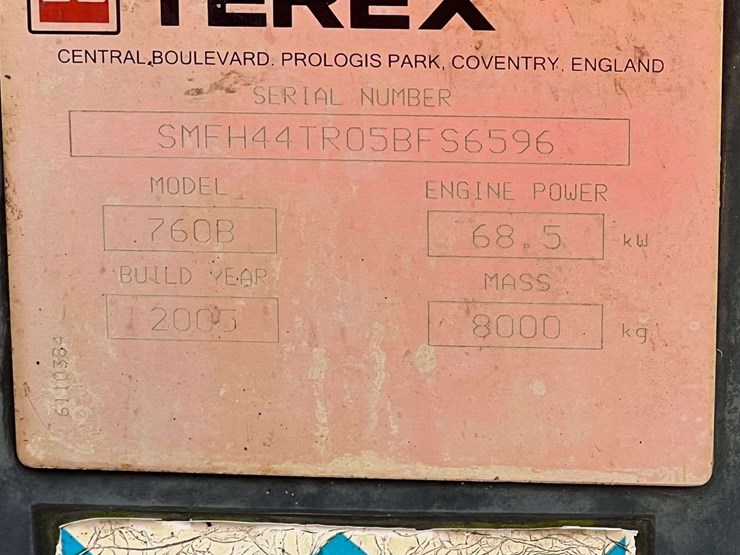 TEREX
CENTRAL BOULEVARD. PROLOGIS PARK, COVENTRY, ENGLAND
SERIAL NUMBER
SMFH44TR05BFS6596
MODEL
ENGINE POWER
760B
68.5 kW
BUILD YEAR
MASS
2005
8000 kg
6110384